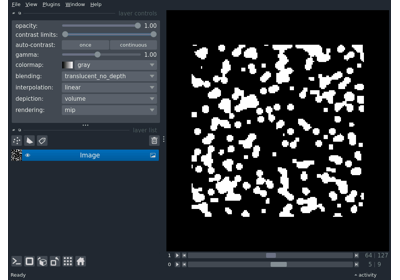 File View Plugins Window Help
layer controls
opacity: 1.00
contrast limits:
auto-contrast: once continuous
gamma: 1.00
colormap: gray
blending: translucent_no_depth
interpolation: linear
depiction: volume
rendering: mip
layer list
Image
1 64 | 127
0 5 | 9
Ready activity